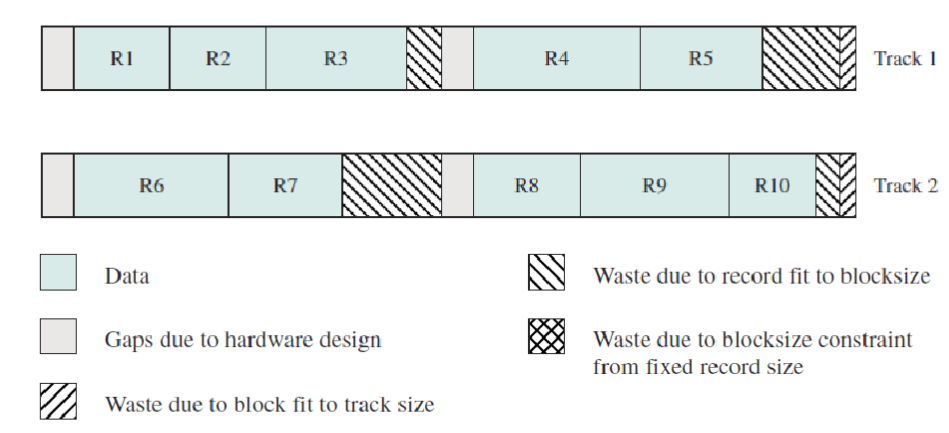 R1 R2 R3 R4 R5 Track 1
R6 R7 R8 R9 R10 Track 2
Data
Waste due to record fit to blocksize
Gaps due to hardware design
Waste due to blocksize constraint
from fixed record size
Waste due to block fit to track size